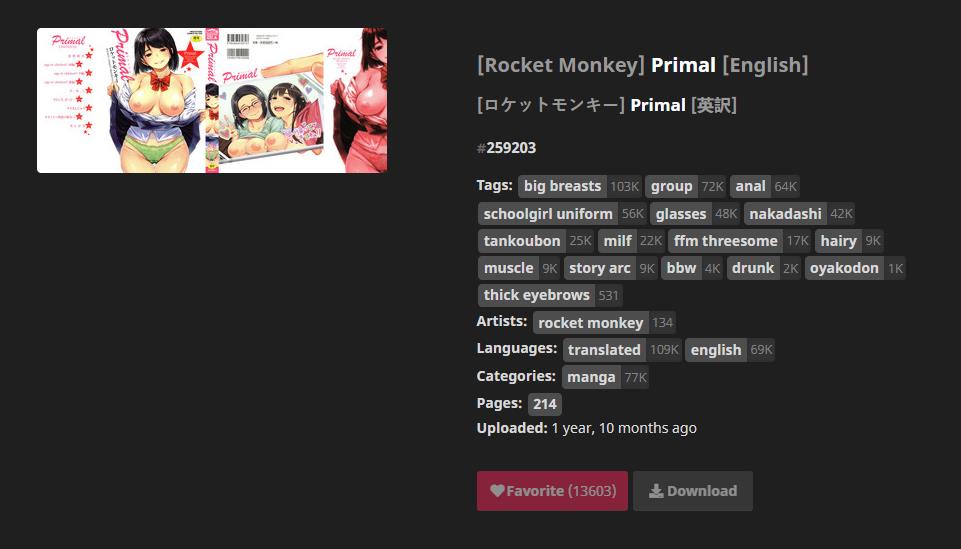 [Rocket Monkey] Primal [English]
[ロケットモンキー] Primal [英訳]
#259203
Tags: big breasts 103K group 72K anal 64K
schoolgirl uniform 56K glasses 48K nakadashi 42K
tankoubon 25K milf 22K ffm threesome 17K hairy 9K
muscle 9K story arc 9K bbw 4K drunk 2K oyakodon 1K
thick eyebrows 531
Artists: rocket monkey 134
Languages: translated 109K english 69K
Categories: manga 77K
Pages: 214
Uploaded: 1 year, 10 months ago
Favorite (13603) Download
Primal
Primal
Primal
Primal